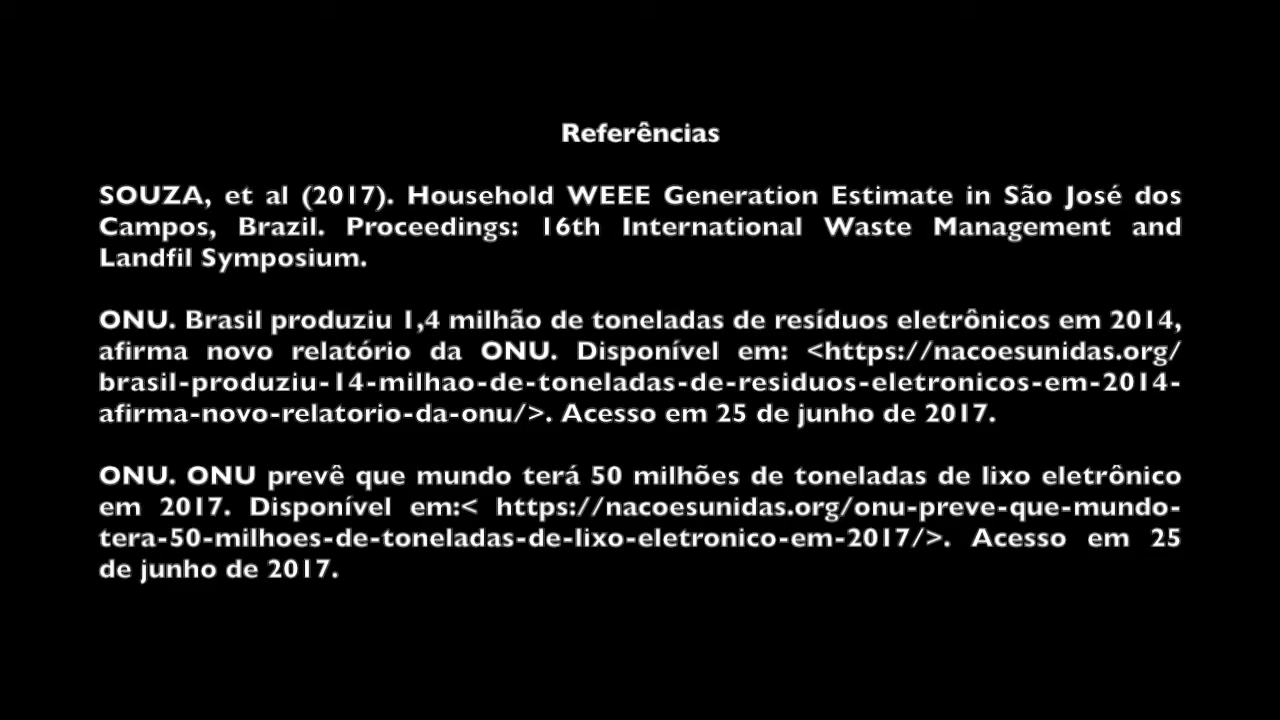 Referências
SOUZA, et al (2017). Household WEEE Generation Estimate in São José dos
Campos, Brazil. Proceedings: 16th International Waste Management and
Landfil Symposium.
ONU. Brasil produziu 1,4 milhão de toneladas de resíduos eletrônicos em 2014,
afirma novo relatório da ONU. Disponível em: <https://nacoesunidas.org/
brasil-produziu-14-milhao-de-toneladas-de-residuos-eletronicos-em-2014-
afirma-novo-relatorio-da-onu/>. Acesso em 25 de junho de 2017.
ONU. ONU prevê que mundo terá 50 milhões de toneladas de lixo eletrônico
em 2017. Disponível em:< https://nacoesunidas.org/onu-preve-que-mundo-
tera-50-milhoes-de-toneladas-de-lixo-eletronico-em-2017/>. Acesso em 25
de junho de 2017.